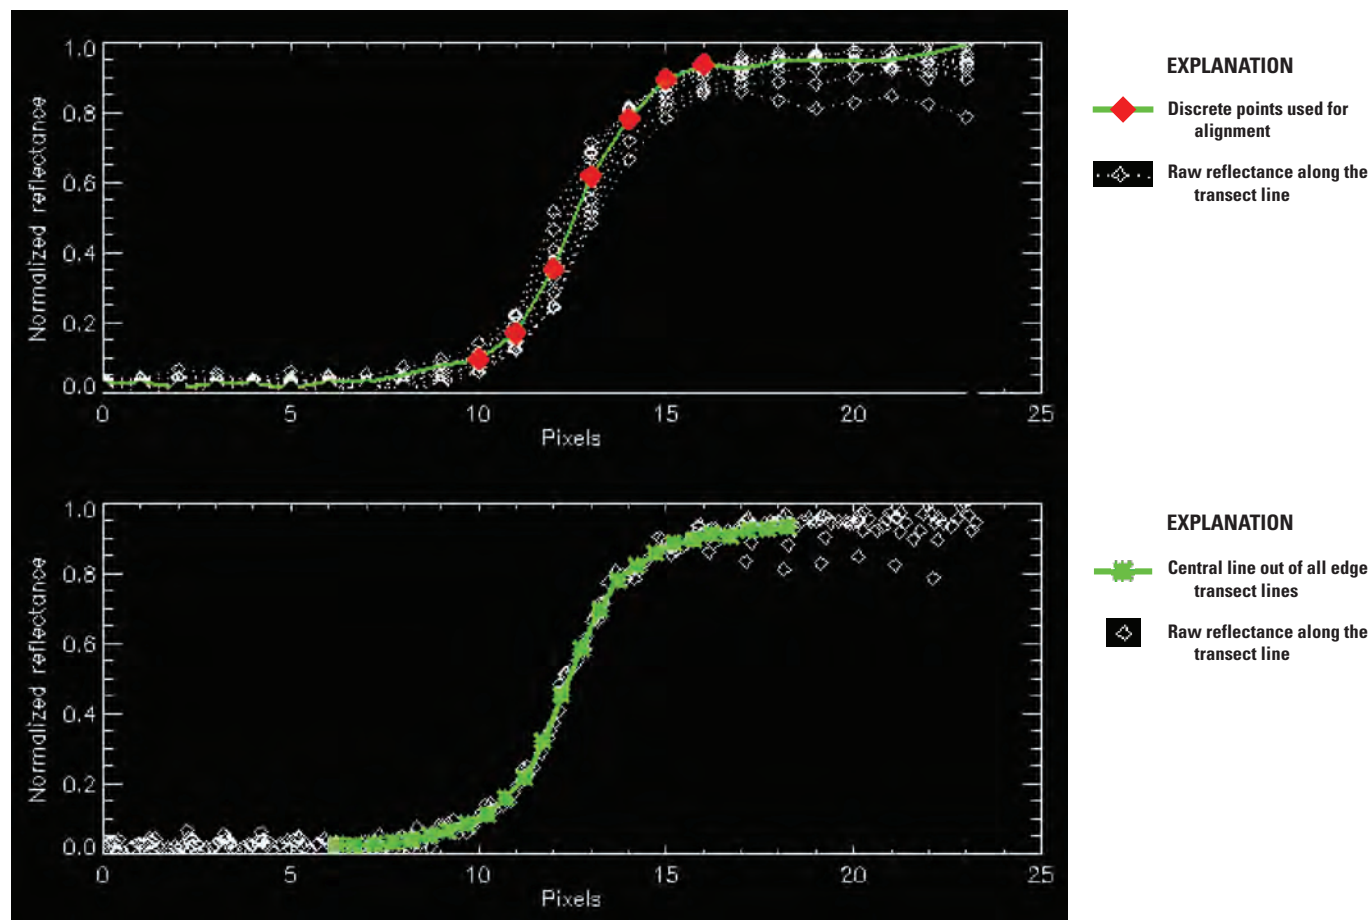 1.0
0.8
0.6
0.4
0.2
0.0
Normalized reflectance
0 5 10 15 20 25
Pixels
EXPLANATION
Discrete points used for
alignment
Raw reflectance along the
transect line
1.0
0.8
0.6
0.4
0.2
0.0
Normalized reflectance
0 5 10 15 20 25
Pixels
EXPLANATION
Central line out of all edge
transect lines
Raw reflectance along the
transect line